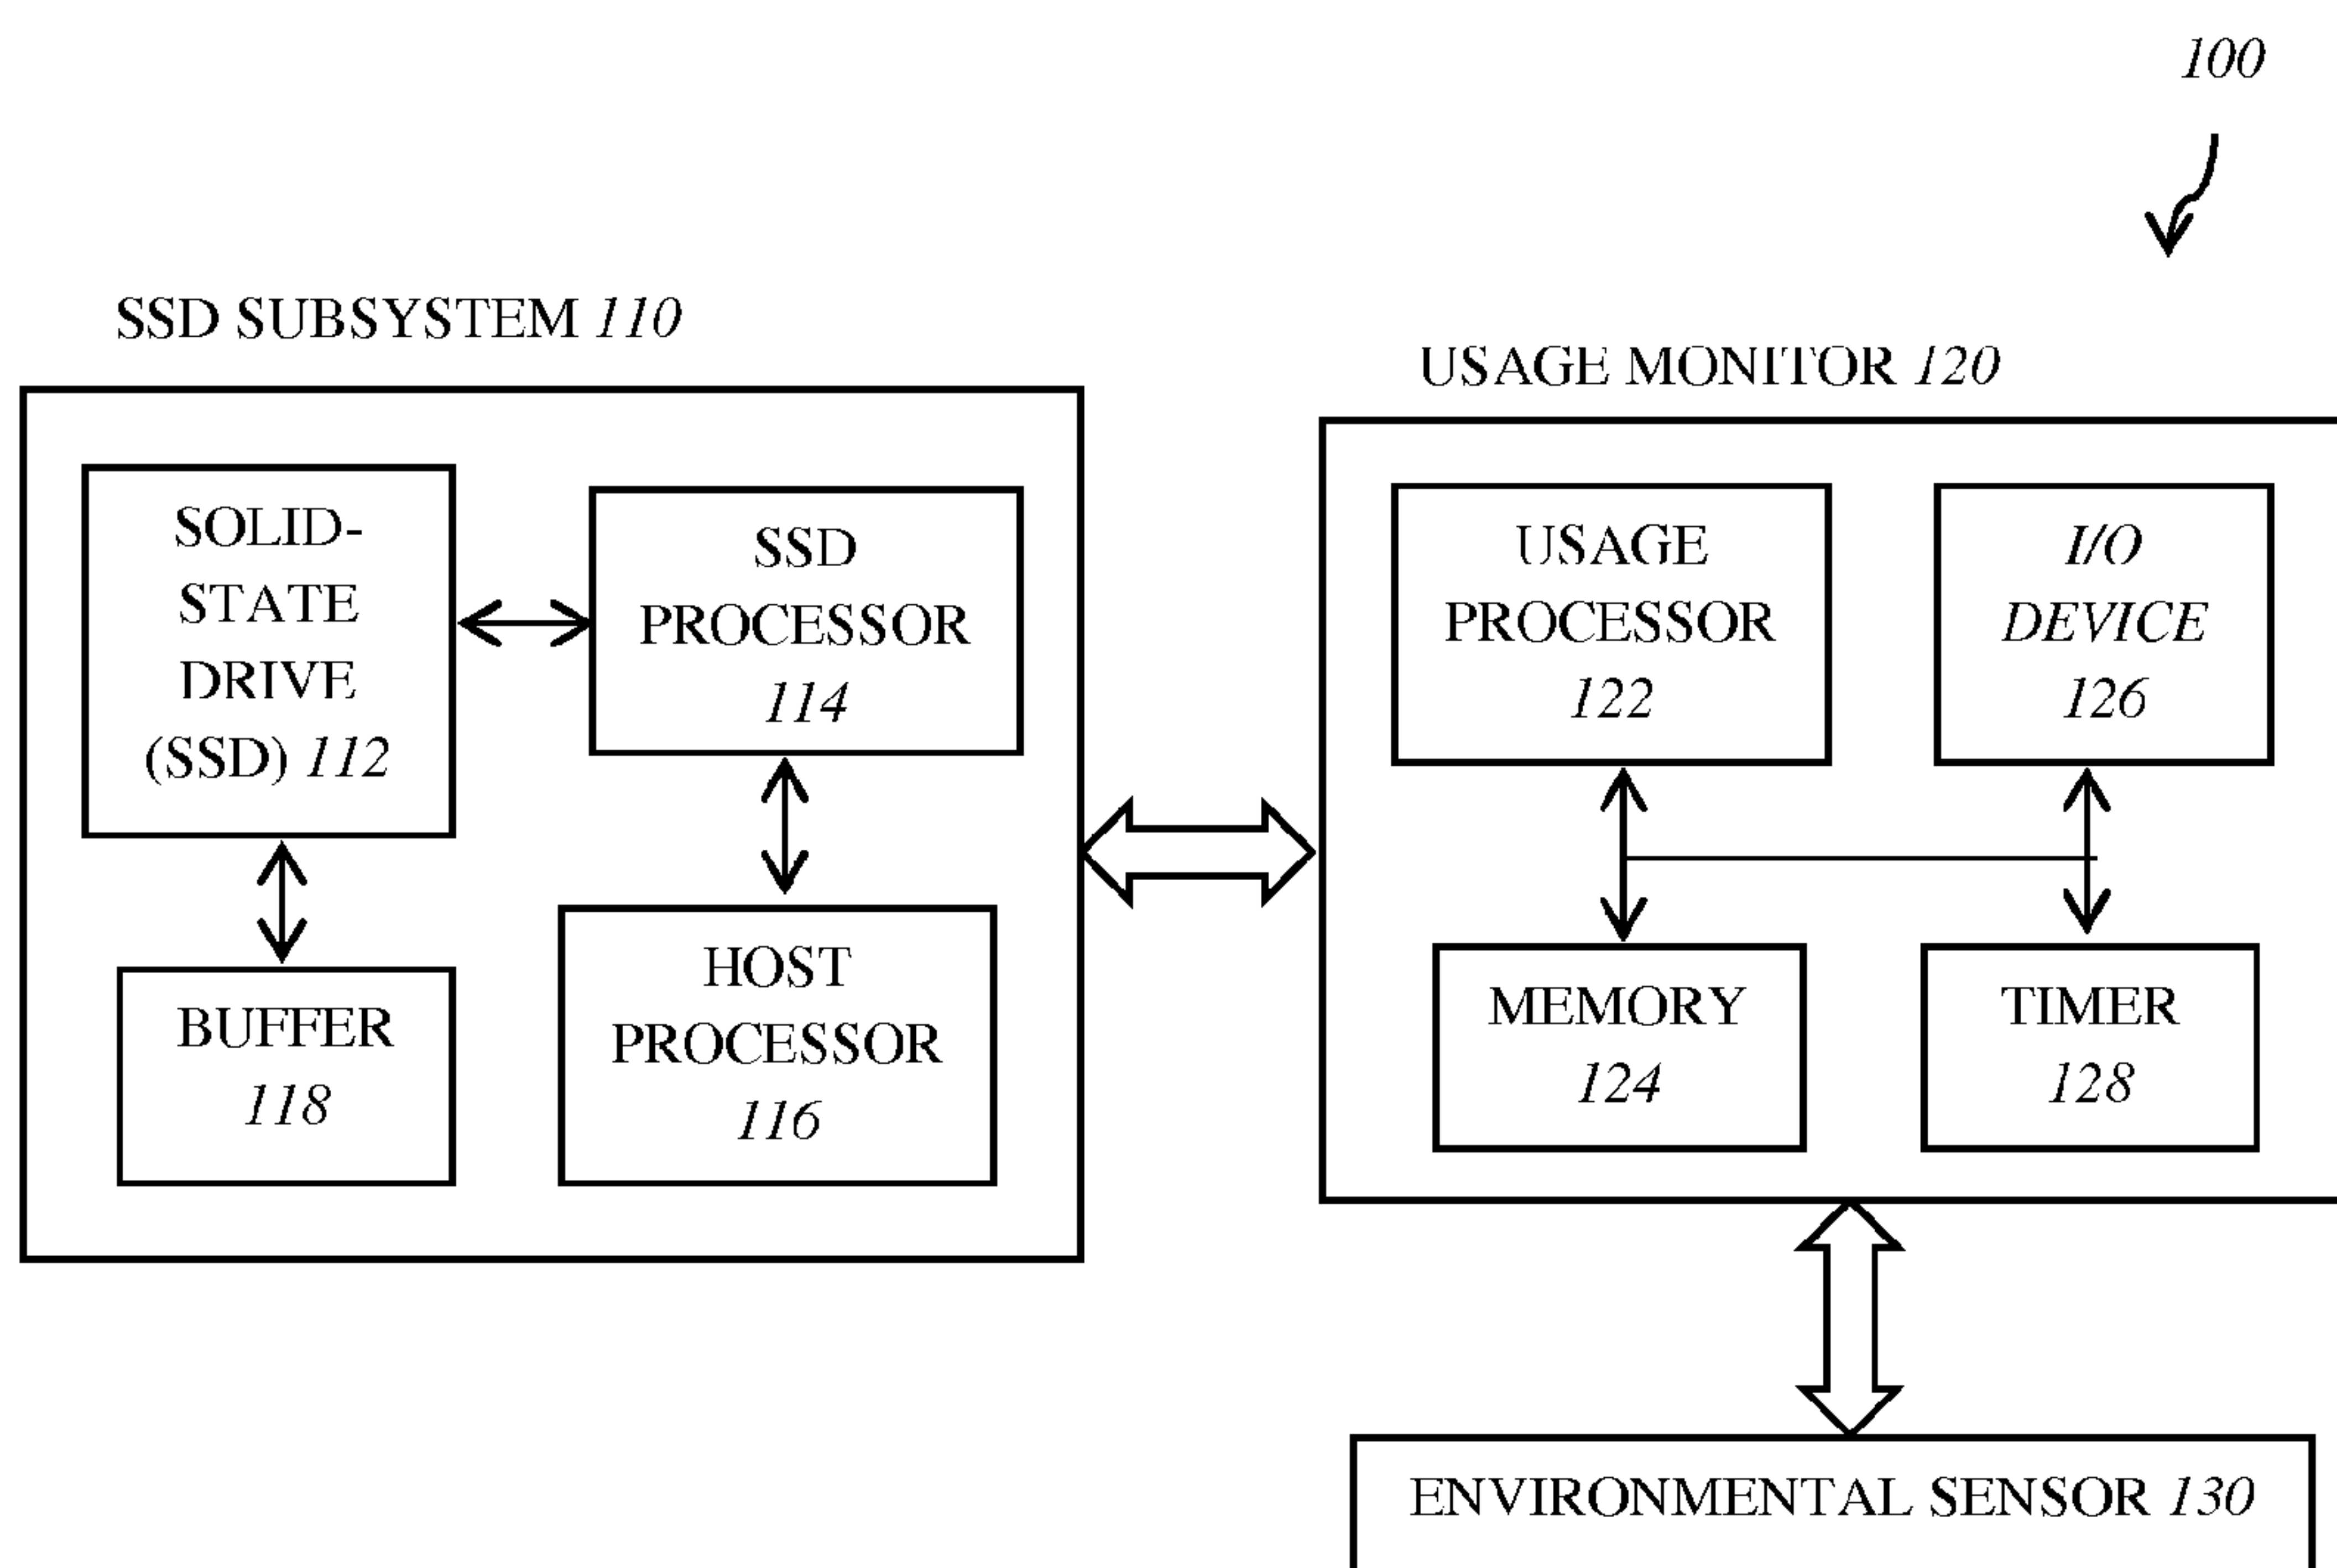 100
SSD SUBSYSTEM 110
USAGE MONITOR 120
SOLID-
STATE
DRIVE
(SSD) 112
SSD
PROCESSOR
114
BUFFER
118
HOST
PROCESSOR
116
USAGE
PROCESSOR
122
I/O
DEVICE
126
MEMORY
124
TIMER
128
ENVIRONMENTAL SENSOR 130